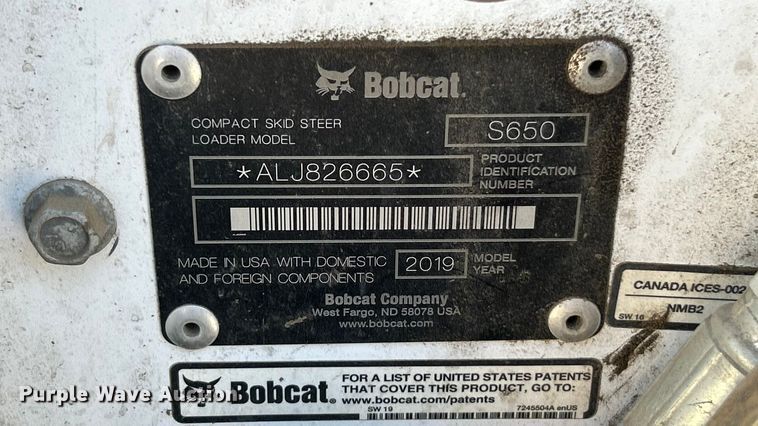 Bobcat.
COMPACT SKID STEER
LOADER MODEL
S650
*ALJ826665*
PRODUCT
IDENTIFICATION
NUMBER
MADE IN USA WITH DOMESTIC
AND FOREIGN COMPONENTS
2019
MODEL
YEAR
Bobcat Company
West Fargo, ND 58078 USA
www.bobcat.com
CANADA ICES-002
NMB2
SW 16
Bobcat.
FOR A LIST OF UNITED STATES PATENTS
THAT COVER THIS PRODUCT, GO TO:
www.bobcat.com/patents
SW 19
7245504A enUS
Purple Wave Auction